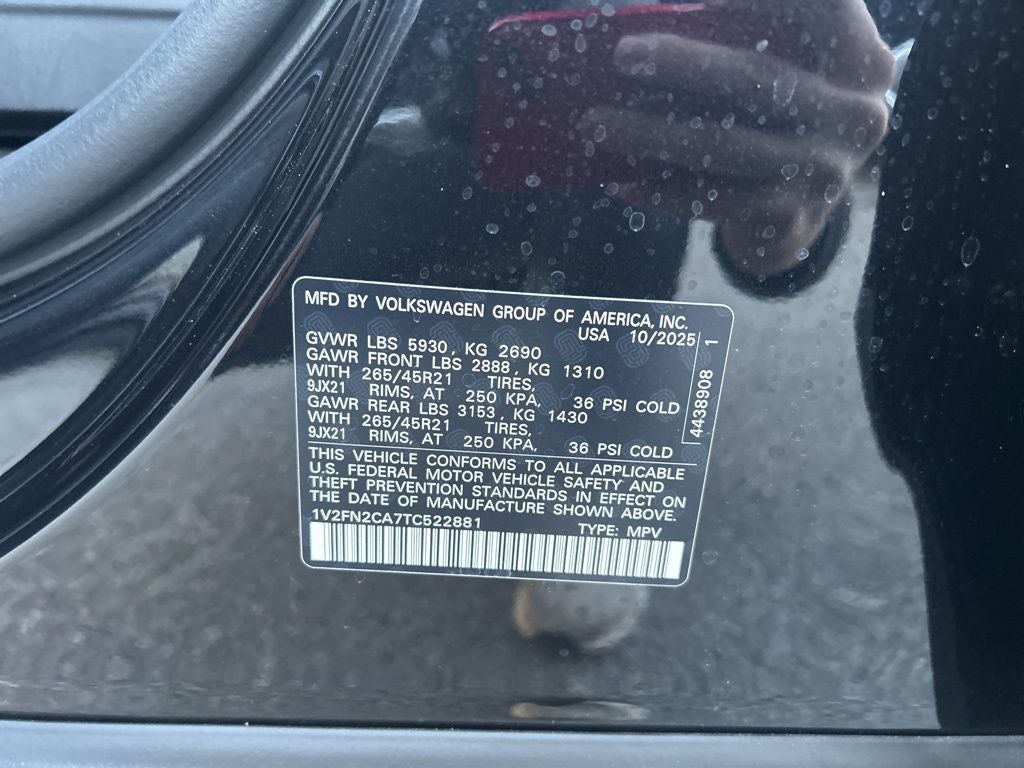 MFD BY VOLKSWAGEN GROUP OF AMERICA, INC.
USA 10/2025
GVWR LBS 5930, KG 2690
GAWR FRONT LBS 2888, KG 1310
WITH 265/45R21 TIRES,
9JX21 RIMS, AT 250 KPA, 36 PSI COLD
GAWR REAR LBS 3153, KG 1430
WITH 265/45R21 TIRES,
9JX21 RIMS, AT 250 KPA, 36 PSI COLD
4438908 1
THIS VEHICLE CONFORMS TO ALL APPLICABLE
U.S. FEDERAL MOTOR VEHICLE SAFETY AND
THEFT PREVENTION STANDARDS IN EFFECT ON
THE DATE OF MANUFACTURE SHOWN ABOVE.
1V2FN2CA7TC522881 TYPE: MPV